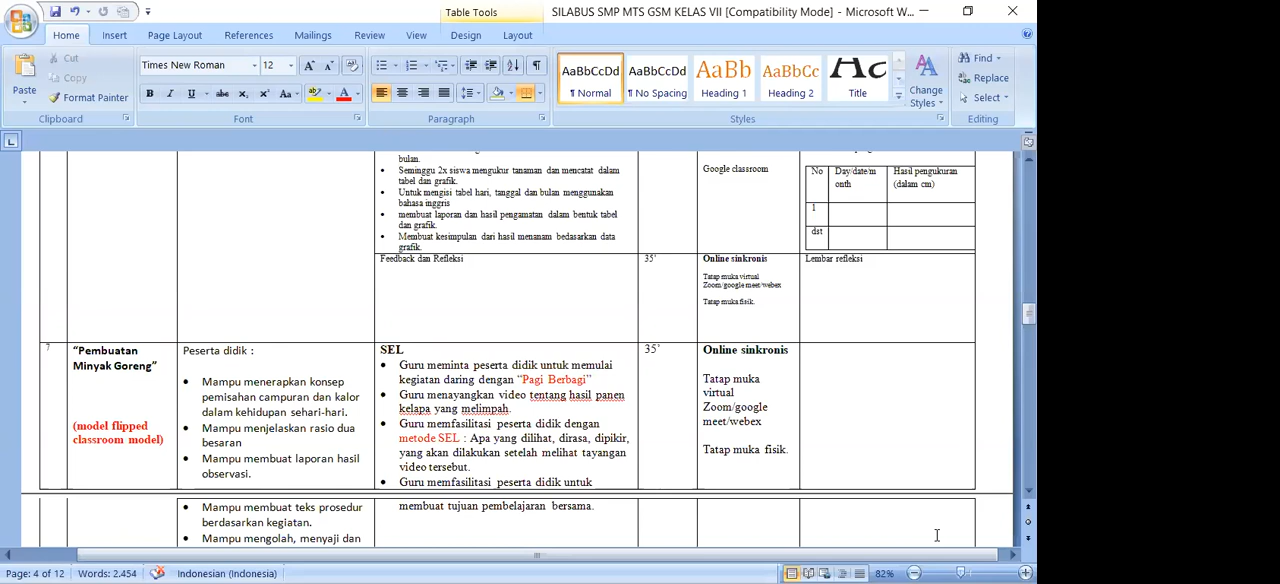 Table Tools
SILABUS SMP MTS GSM KELAS VII [Compatibility Mode] - Microsoft W...
Home
Insert
Page Layout
References
Mailings
Review
View
Design
Layout
Paste
Cut
Copy
Format Painter
Clipboard
Times New Roman
12
Font
Paragraph
AaBbCcDd
¶ Normal
AaBbCcDd
¶ No Spacing
AaBb
Heading 1
AaBbCc
Heading 2
Title
Change
Styles
Styles
Find
Replace
Select
Editing
bulan.
• Seminggu 2x siswa mengukur tanaman dan mencatat dalam
tabel dan grafik.
• Untuk mengisi tabel hari, tanggal dan bulan menggunakan
bahasa inggris
• membuat laporan dan hasil pengamatan dalam bentuk tabel
dan grafik.
• Membuat kesimpulan dari hasil menanam bedasarkan data
grafik.
Google classroom
No
Day/date/m
onth
Hasil pengukuran
(dalam cm)
1
dst
Feedback dan Refleksi
35'
Online sinkronis
Tatap muka virtual
Zoom/google meet/webex
Tatap muka fisik.
Lembar refleksi
7
“Pembuatan
Minyak Goreng”
(model flipped
classroom model)
Peserta didik :
• Mampu menerapkan konsep
pemisahan campuran dan kalor
dalam kehidupan sehari-hari.
• Mampu menjelaskan rasio dua
besaran
• Mampu membuat laporan hasil
observasi.
SEL
• Guru meminta peserta didik untuk memulai
kegiatan daring dengan “Pagi Berbagi”
• Guru menayangkan video tentang hasil panen
kelapa yang melimpah.
• Guru memfasilitasi peserta didik dengan
metode SEL : Apa yang dilihat, dirasa, dipikir,
yang akan dilakukan setelah melihat tayangan
video tersebut.
• Guru memfasilitasi peserta didik untuk
35'
Online sinkronis
Tatap muka
virtual
Zoom/google
meet/webex
Tatap muka fisik.
• Mampu membuat teks prosedur
berdasarkan kegiatan.
• Mampu mengolah, menyaji dan
membuat tujuan pembelajaran bersama.
Page: 4 of 12
Words: 2.454
Indonesian (Indonesia)
82%